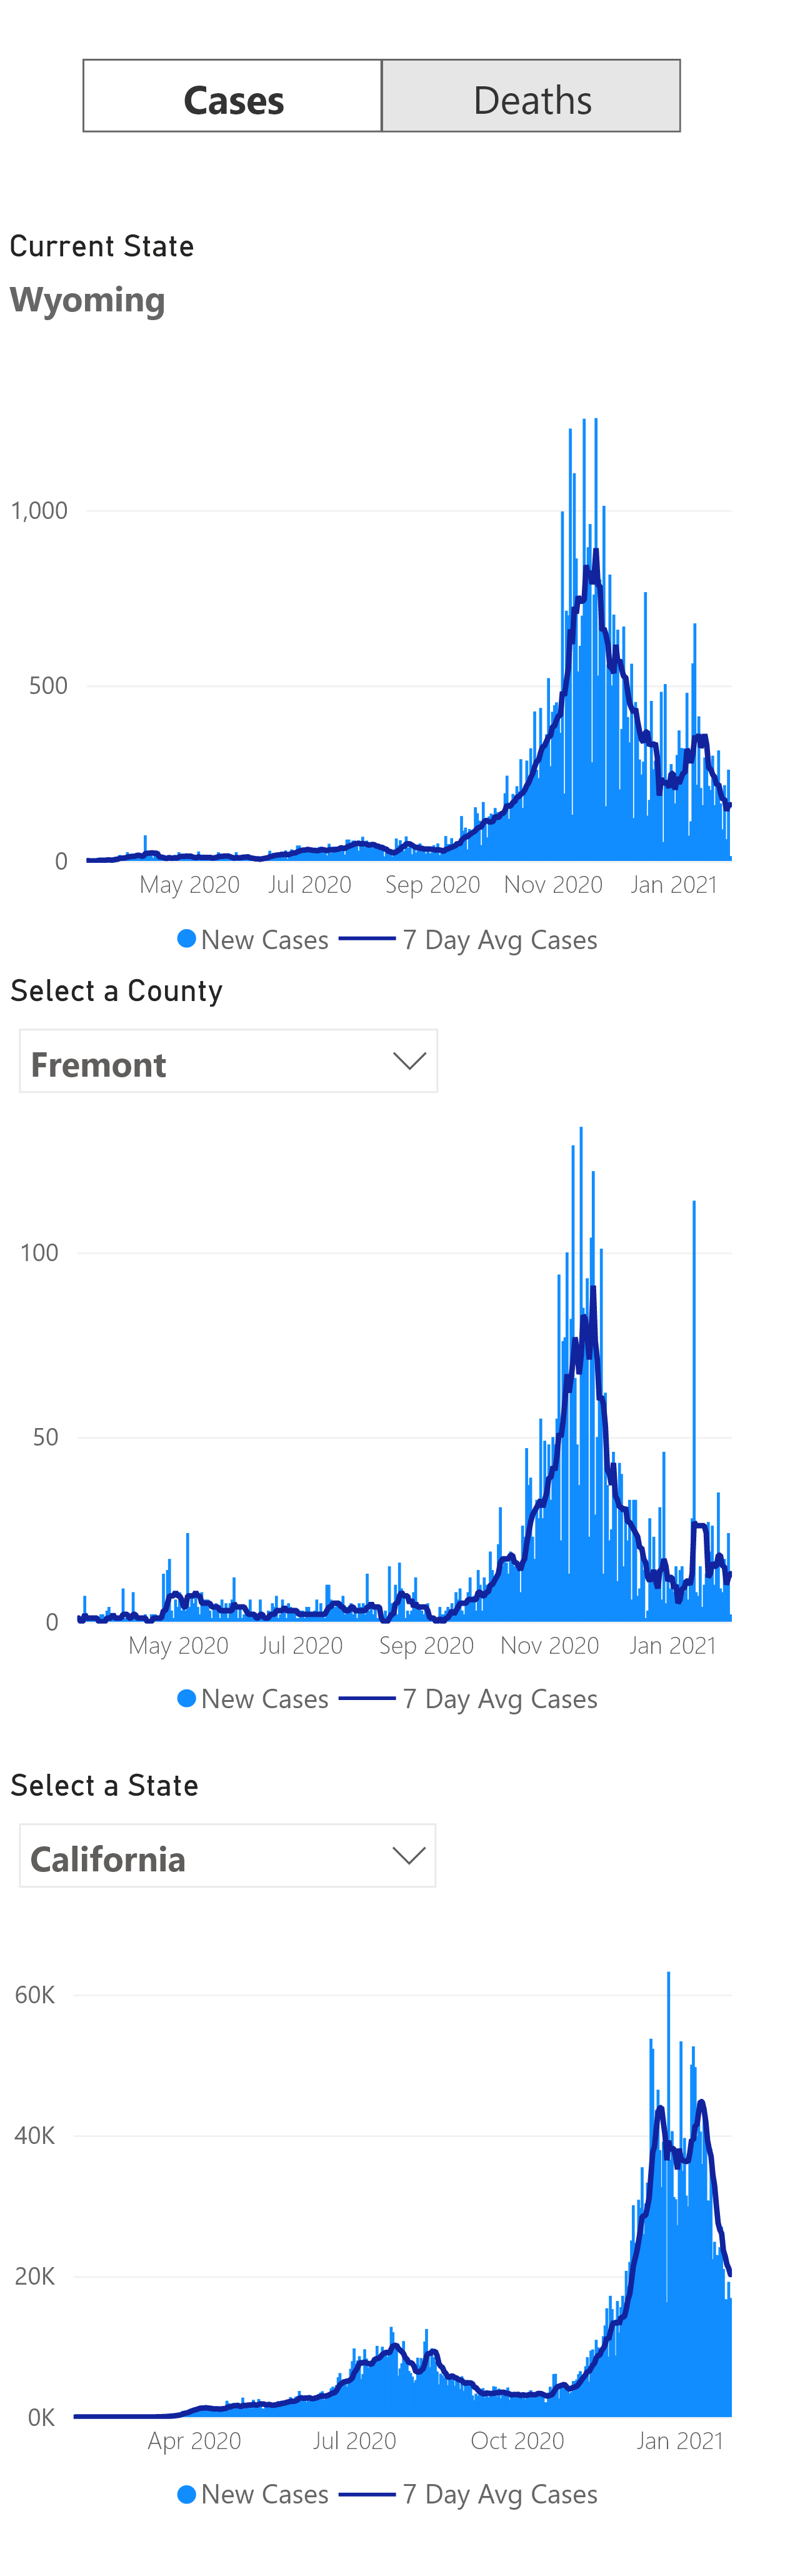 Cases Deaths
Current State
Wyoming
1,000
500
0
May 2020 Jul 2020 Sep 2020 Nov 2020 Jan 2021
New Cases 7 Day Avg Cases
Select a County
Fremont
100
50
0
May 2020 Jul 2020 Sep 2020 Nov 2020 Jan 2021
New Cases 7 Day Avg Cases
Select a State
California
60K
40K
20K
0K
Apr 2020 Jul 2020 Oct 2020 Jan 2021
New Cases 7 Day Avg Cases